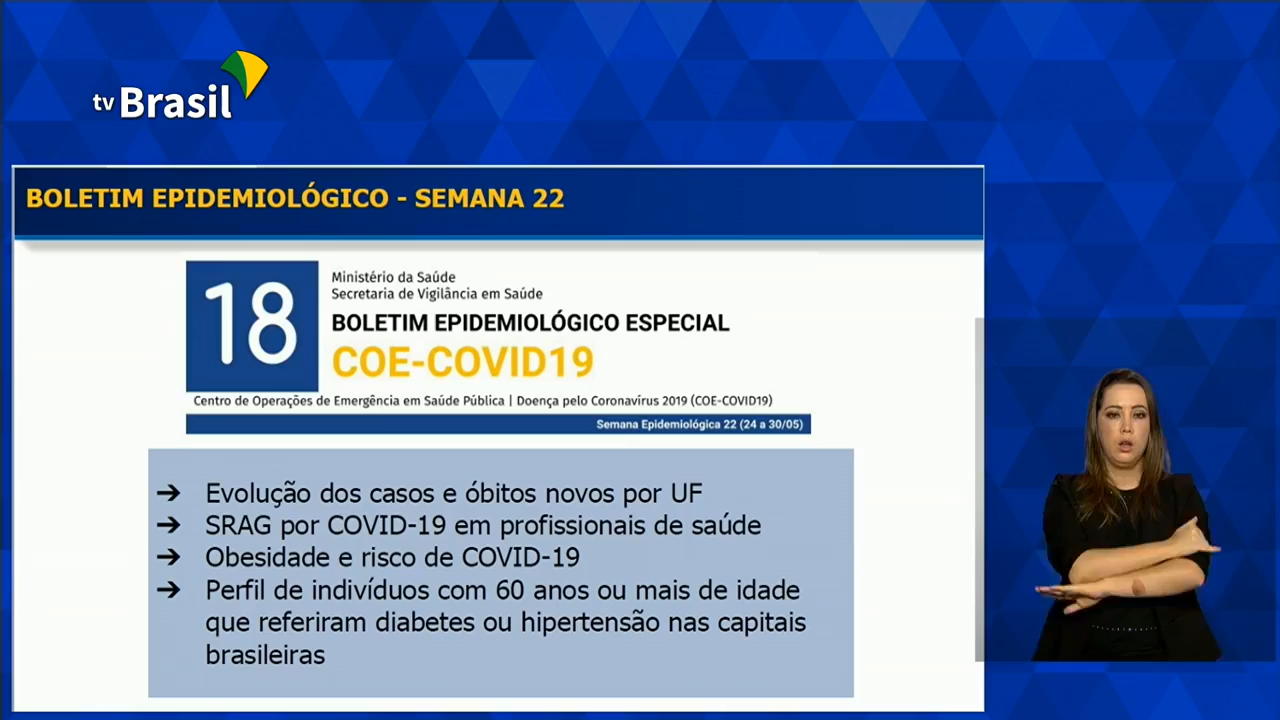 tv Brasil
BOLETIM EPIDEMIOLÓGICO - SEMANA 22
18
Ministério da Saúde
Secretaria de Vigilância em Saúde
BOLETIM EPIDEMIOLÓGICO ESPECIAL
COE-COVID19
Centro de Operações de Emergência em Saúde Pública | Doença pelo Coronavírus 2019 (COE-COVID19)
Semana Epidemiológica 22 (24 a 30/05)
➔ Evolução dos casos e óbitos novos por UF
➔ SRAG por COVID-19 em profissionais de saúde
➔ Obesidade e risco de COVID-19
➔ Perfil de indivíduos com 60 anos ou mais de idade
que referiram diabetes ou hipertensão nas capitais
brasileiras